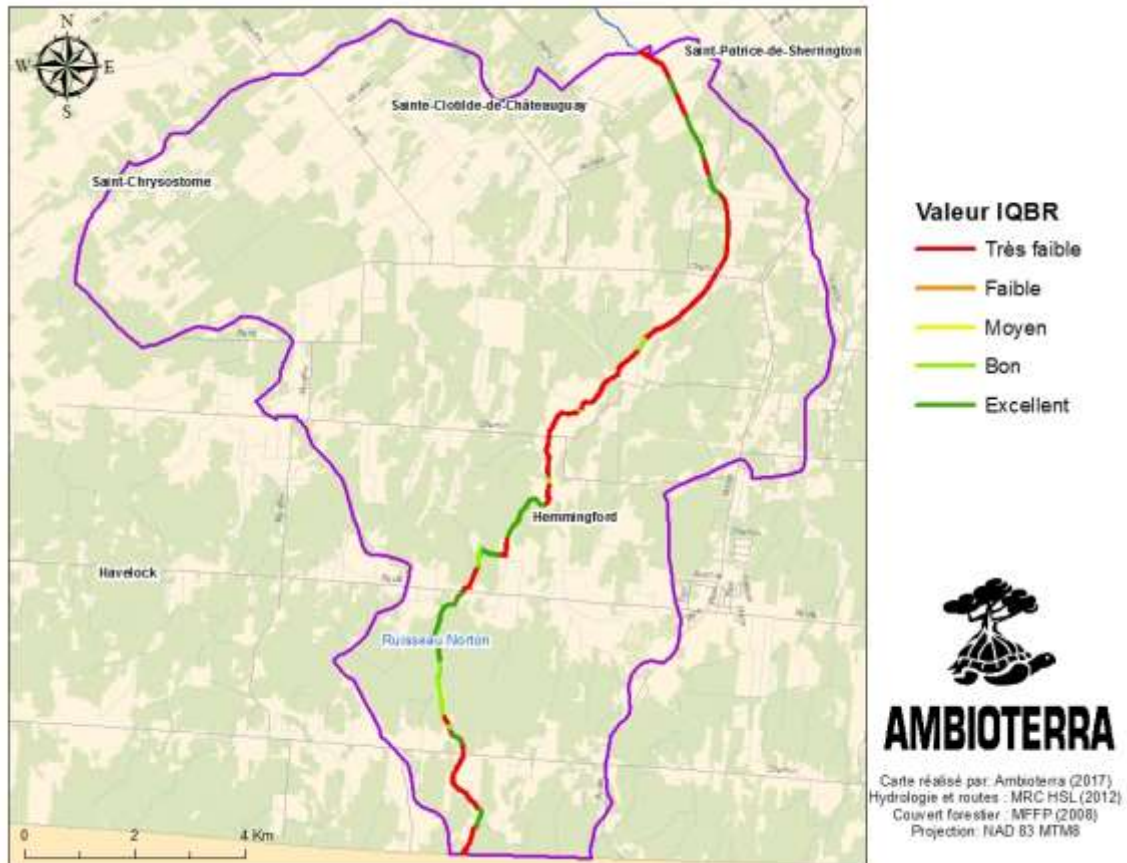 N
W E
S
Saint-Patrice-de-Sherrington
Sainte-Clotilde-de-Châteauguay
Saint-Chrysostome
Hemmingford
Havelock
Ruisseau Norton
0 2 4 Km
Valeur IQBR
Très faible
Faible
Moyen
Bon
Excellent
AMBIOTERRA
Carte réalisé par: Ambioterra (2017)
Hydrologie et routes : MRC HSL (2012)
Couvert forestier : MFFP (2008)
Projection: NAD 83 MTM8